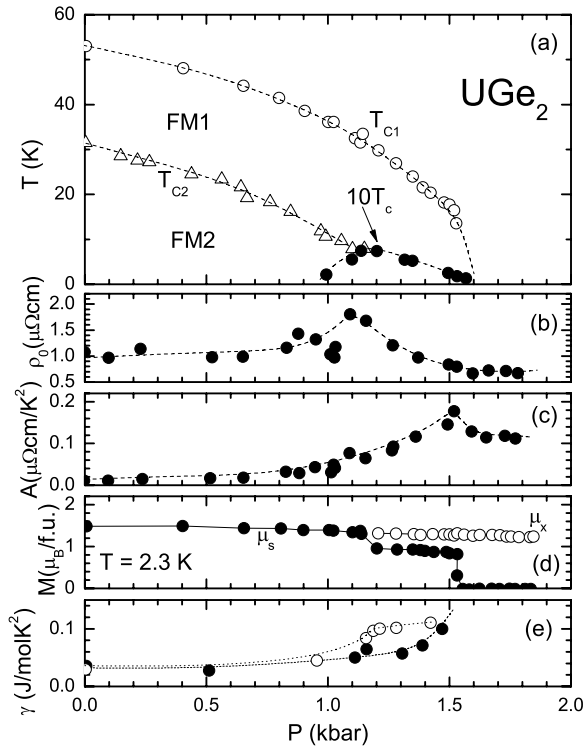 (a)
UGe2
60
40
20
0
T (K)
FM1
TC1
TC2
10Tc
FM2
(b)
2.0
1.5
1.0
0.5
ρ0(μΩcm)
(c)
0.2
0.1
0.0
A(μΩcm/K²)
2
1
0
M(μB/f.u.)
μs
μx
T = 2.3 K
(d)
(e)
0.1
0.0
γ (J/molK²)
0.0 0.5 1.0 1.5 2.0
P (kbar)